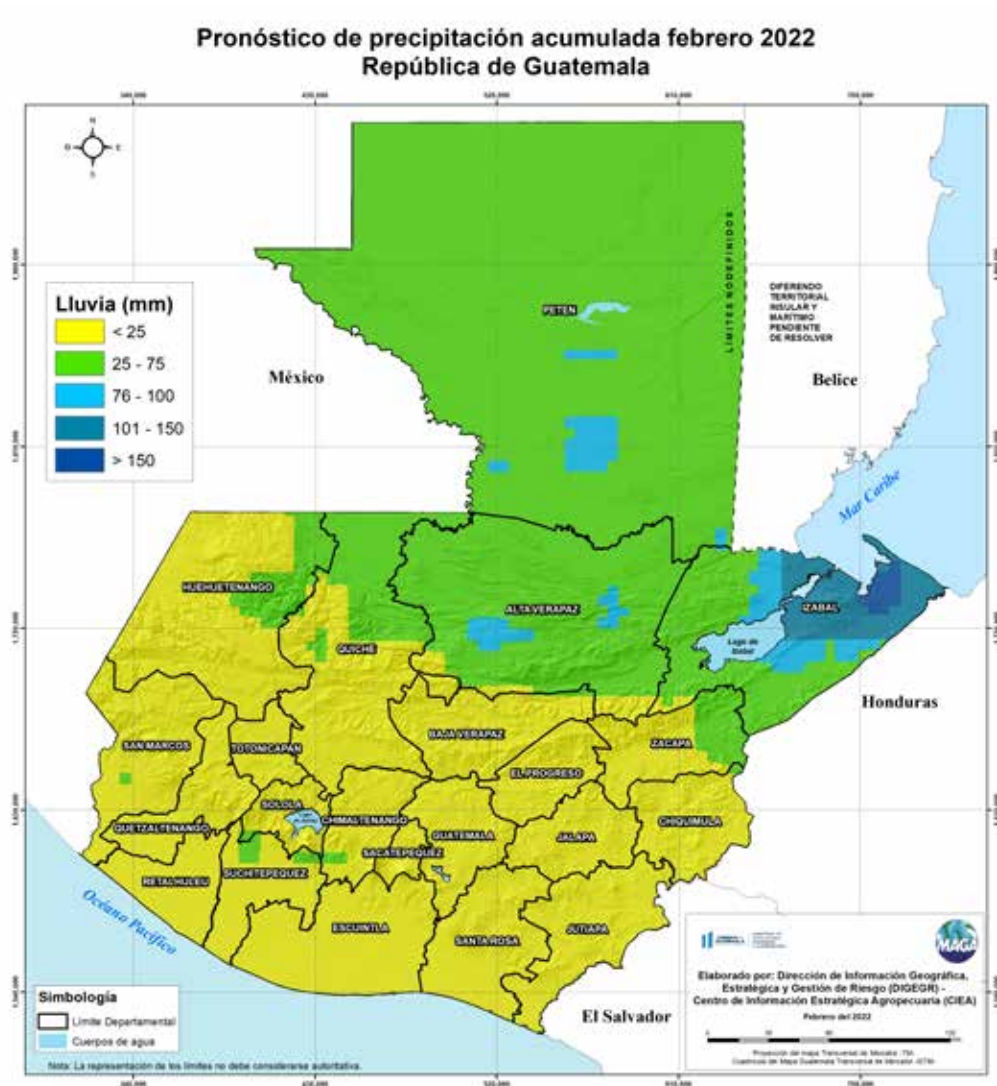 Pronóstico de precipitación acumulada febrero 2022
República de Guatemala
N
O
E
S
Lluvia (mm)
< 25
25 - 75
76 - 100
101 - 150
> 150
LÍMITES NO DEFINIDOS
DIFERENDO
TERRITORIAL
INSULAR Y
MARÍTIMO
PENDIENTE
DE RESOLVER
PETÉN
México
Belice
Mar Caribe
HUEHUETENANGO
QUICHÉ
ALTA VERAPAZ
IZABAL
Lago de
Izabal
Honduras
SAN MARCOS
TOTONICAPÁN
BAJA VERAPAZ
ZACAPA
EL PROGRESO
SOLOLÁ
QUETZALTENANGO
CHIMALTENANGO
GUATEMALA
JALAPA
CHIQUIMULA
SACATEPEQUEZ
RETALHULEU
SUCHITEPEQUEZ
ESCUINTLA
SANTA ROSA
JUTIAPA
Océano Pacífico
El Salvador
Simbología
Límite Departamental
Cuerpos de agua
Nota: La representación de los límites no debe considerarse autoritativa.
MAGA
Elaborado por: Dirección de Información Geográfica,
Estratégica y Gestión de Riesgo (DIGEGR) -
Centro de Información Estratégica Agropecuaria (CIEA)
Febrero del 2022